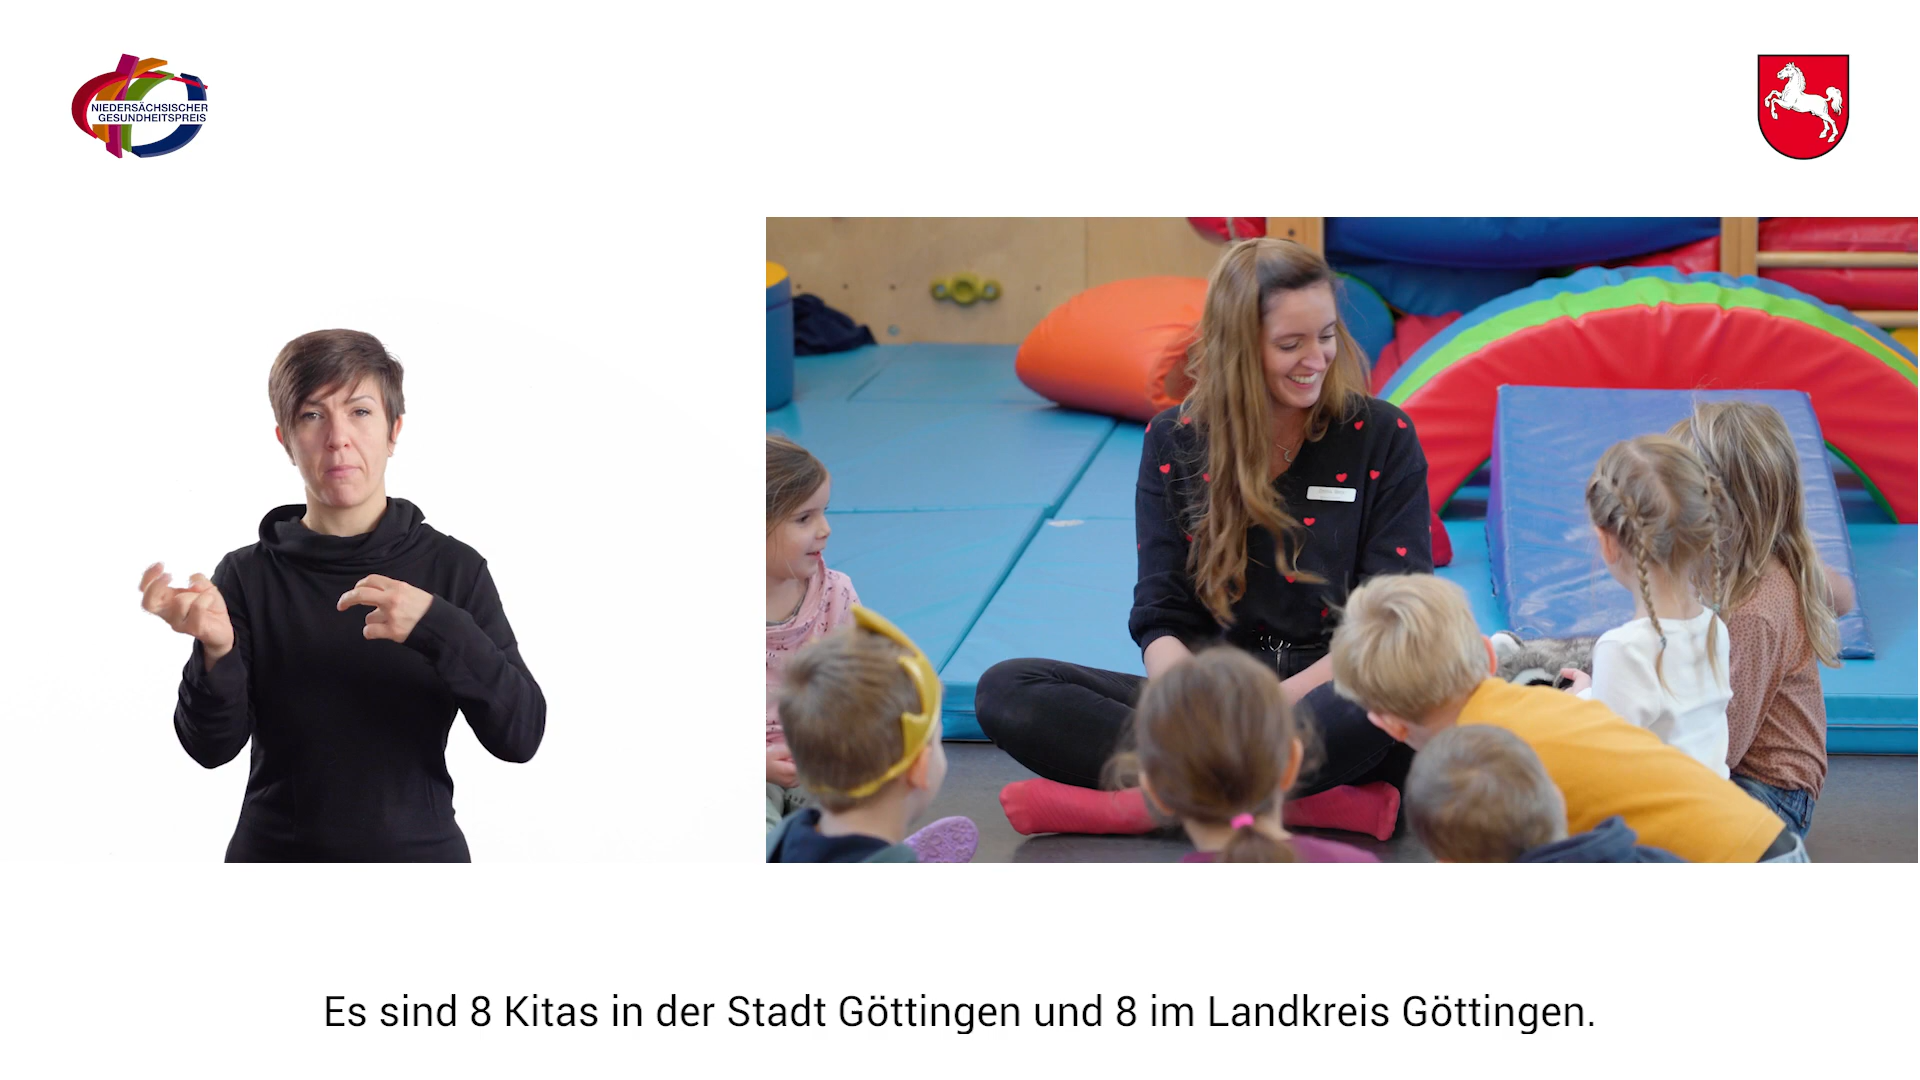 NIEDERSÄCHSISCHER
GESUNDHEITSPREIS
Es sind 8 Kitas in der Stadt Göttingen und 8 im Landkreis Göttingen.